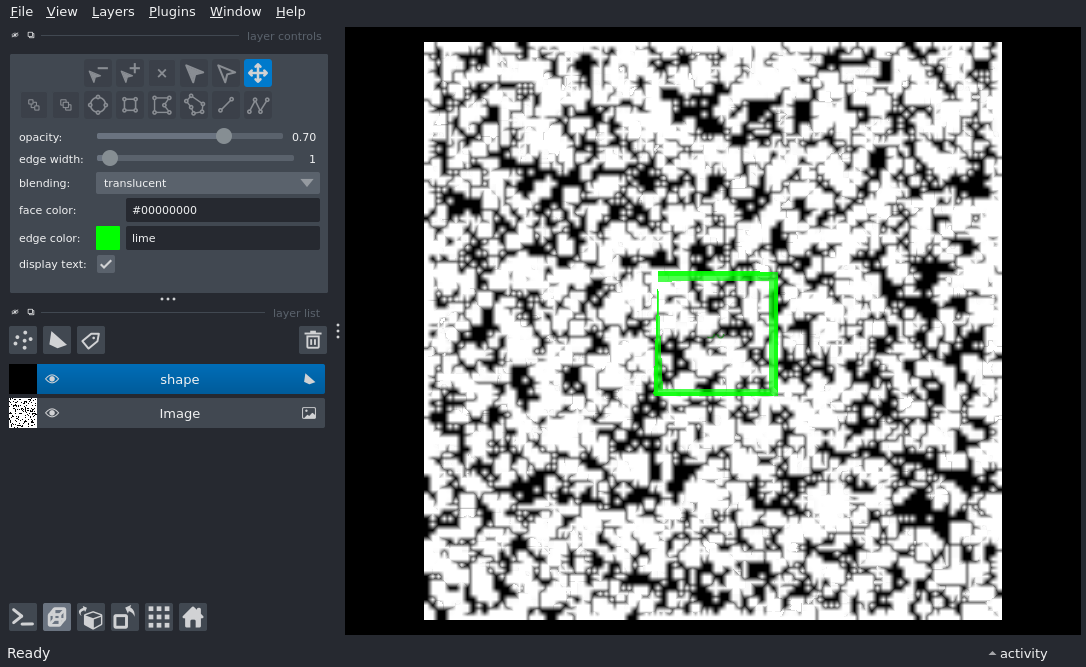 File View Layers Plugins Window Help
layer controls
opacity: 0.70
edge width: 1
blending: translucent
face color: #00000000
edge color: lime
display text:
layer list
shape
Image
Ready
activity